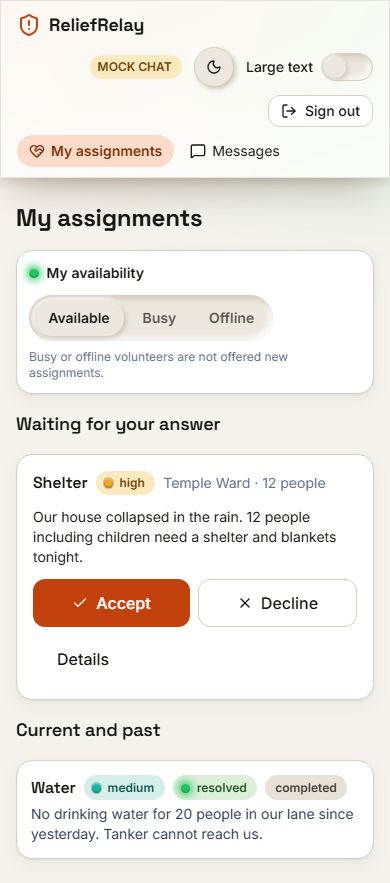 ReliefRelay
MOCK CHAT
Large text
Sign out
My assignments
Messages
My assignments
My availability
Available
Busy
Offline
Busy or offline volunteers are not offered new
assignments.
Waiting for your answer
Shelter high Temple Ward · 12 people
Our house collapsed in the rain. 12 people
including children need a shelter and blankets
tonight.
Accept
Decline
Details
Current and past
Water medium resolved completed
No drinking water for 20 people in our lane since
yesterday. Tanker cannot reach us.